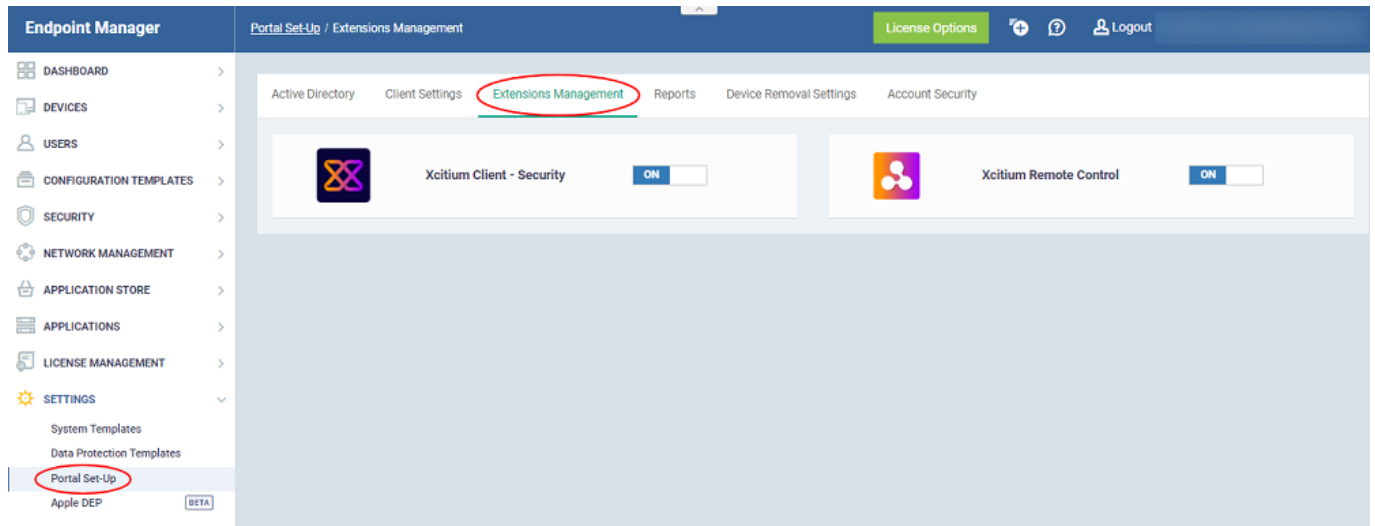 Endpoint Manager
Portal Set-Up / Extensions Management
License Options
Logout
DASHBOARD
DEVICES
USERS
CONFIGURATION TEMPLATES
SECURITY
NETWORK MANAGEMENT
APPLICATION STORE
APPLICATIONS
LICENSE MANAGEMENT
SETTINGS
System Templates
Data Protection Templates
Portal Set-Up
Apple DEP BETA
Active Directory Client Settings Extensions Management Reports Device Removal Settings Account Security
Xcitium Client - Security ON
Xcitium Remote Control ON